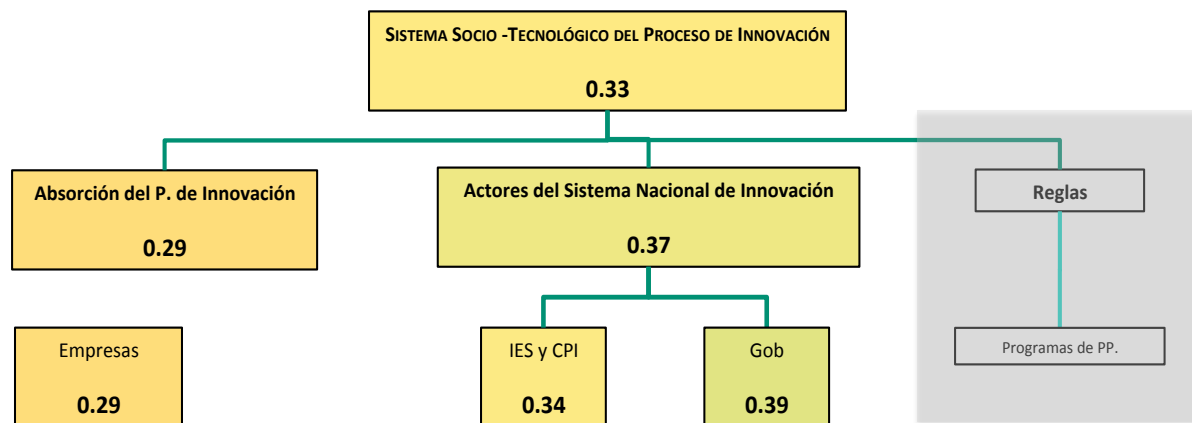 SISTEMA SOCIO -TECNOLÓGICO DEL PROCESO DE INNOVACIÓN
0.33
Absorción del P. de Innovación
0.29
Actores del Sistema Nacional de Innovación
0.37
Reglas
Empresas
0.29
IES y CPI
0.34
Gob
0.39
Programas de PP.